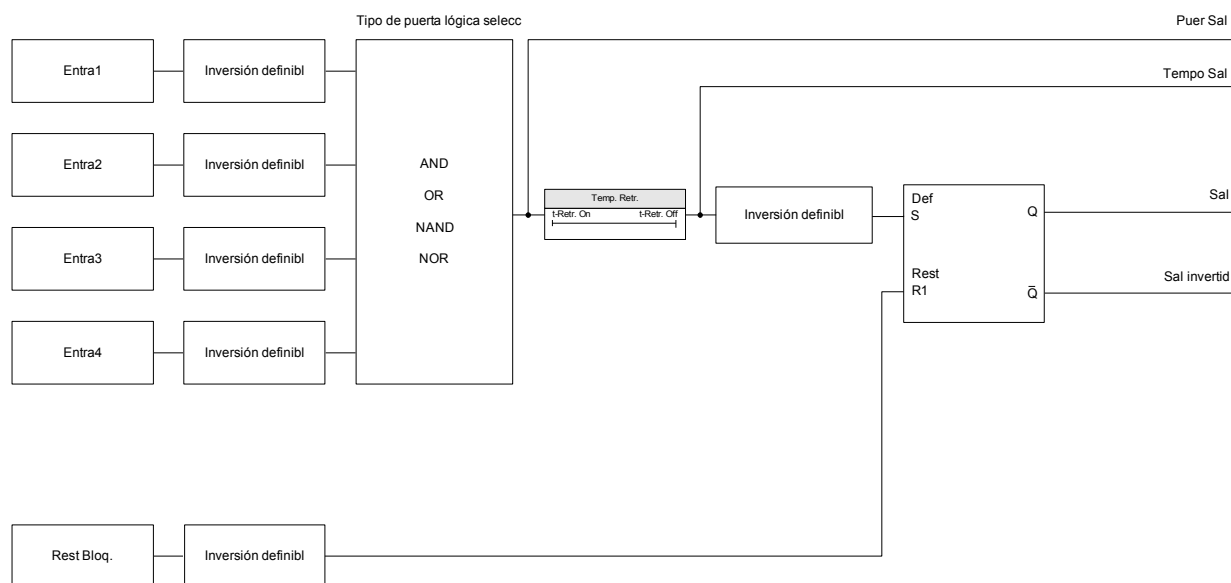 Tipo de puerta lógica selecc
Puer Sal
Entra1
Inversión definibl
Tempo Sal
Entra2
Inversión definibl
AND
OR
NAND
NOR
Temp. Retr.
t-Retr. On
t-Retr. Off
Inversión definibl
Def
S
Q
Sal
Entra3
Inversión definibl
Rest
R1
Q̅
Sal invertid
Entra4
Inversión definibl
Rest Bloq.
Inversión definibl